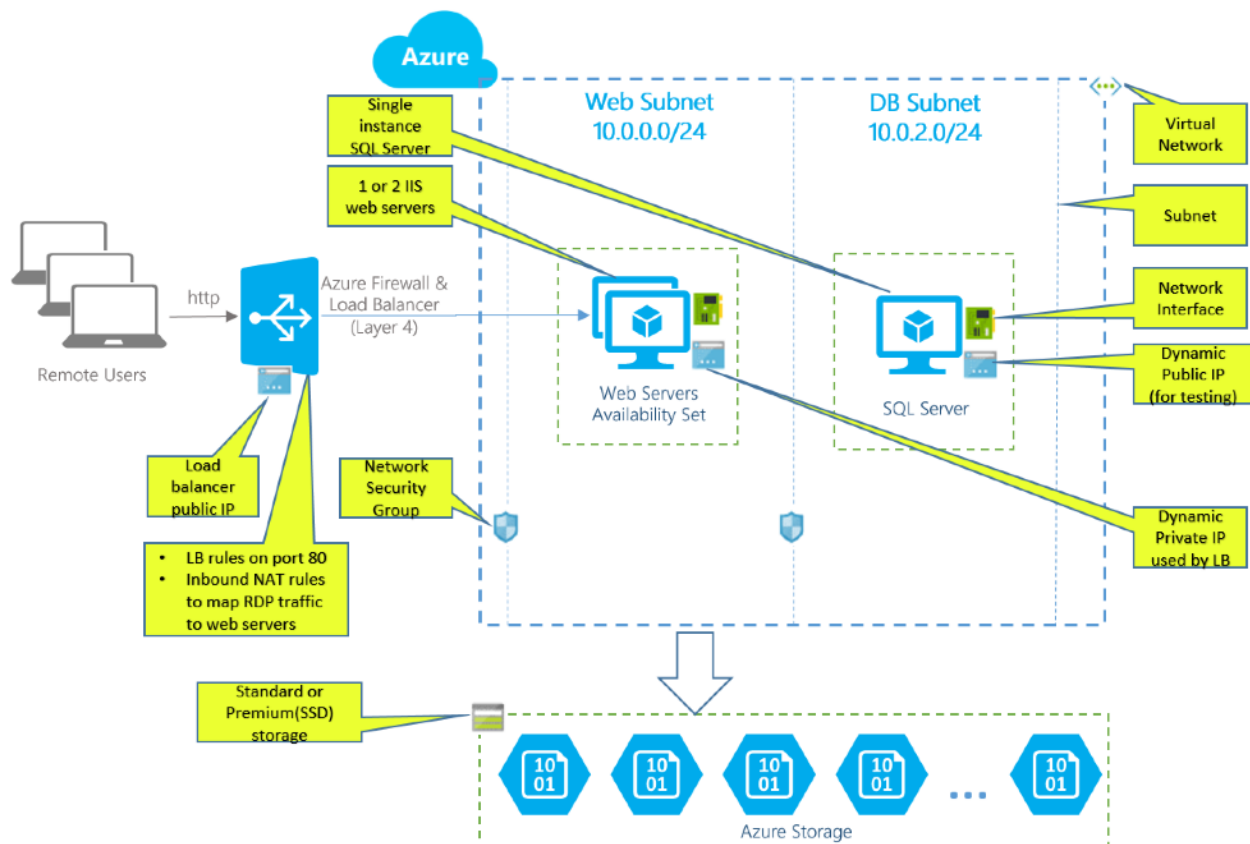 Azure
Web Subnet
10.0.0.0/24
DB Subnet
10.0.2.0/24
Single
instance
SQL Server
1 or 2 IIS
web servers
Virtual
Network
Subnet
Network
Interface
Dynamic
Public IP
(for testing)
http
Azure Firewall &
Load Balancer
(Layer 4)
Remote Users
Web Servers
Availability Set
SQL Server
Load
balancer
public IP
Network
Security
Group
Dynamic
Private IP
used by LB
• LB rules on port 80
• Inbound NAT rules
to map RDP traffic
to web servers
Standard or
Premium(SSD)
storage
10
01
10
01
10
01
10
01
...
10
01
Azure Storage